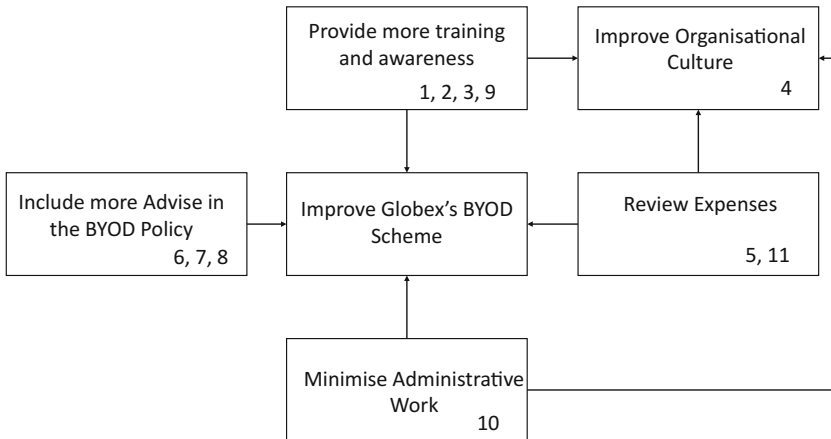 Provide more training
and awareness
1, 2, 3, 9
Improve Organisational
Culture
4
Include more Advise in
the BYOD Policy
6, 7, 8
Improve Globex's BYOD
Scheme
Review Expenses
5, 11
Minimise Administrative
Work
10